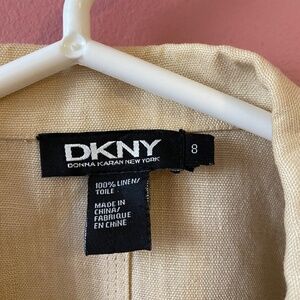 DKNY
DONNA KARAN NEW YORK
8
100% LINEN/
TOILE
MADE IN
CHINA/
FABRIQUE
EN CHINE